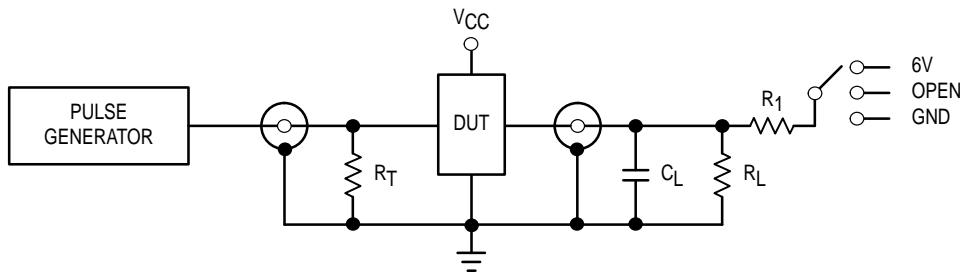 VCC
6V
OPEN
GND
R1
PULSE
GENERATOR
DUT
RT
CL
RL